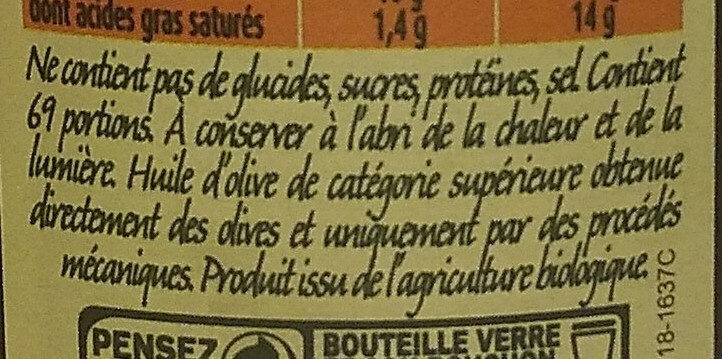 dont acides gras saturés 1,4 g 14 g
Ne contient pas de glucides, sucres, protéines, sel. Contient
69 portions. À conserver à l'abri de la chaleur et de la
lumière. Huile d'olive de catégorie supérieure obtenue
directement des olives et uniquement par des procédés
mécaniques. Produit issu de l'agriculture biologique.
18-1637C
PENSEZ
BOUTEILLE VERRE